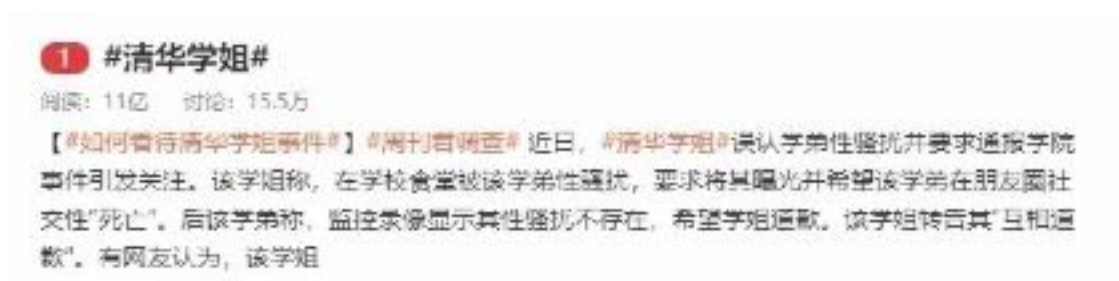 1 #清华学姐#
阅读：11亿 讨论：15.5万
【#如何看待清华学姐事件#】#周刊君调查# 近日，#清华学姐#误认学弟性骚扰并要求通报学院
事件引发关注。该学姐称，在学校食堂被该学弟性骚扰，要求将其曝光并希望该学弟在朋友圈社
交性"死亡"。后该学弟称，监控录像显示其性骚扰不存在，希望学姐道歉。该学姐转告其"互相道
歉"。有网友认为，该学姐